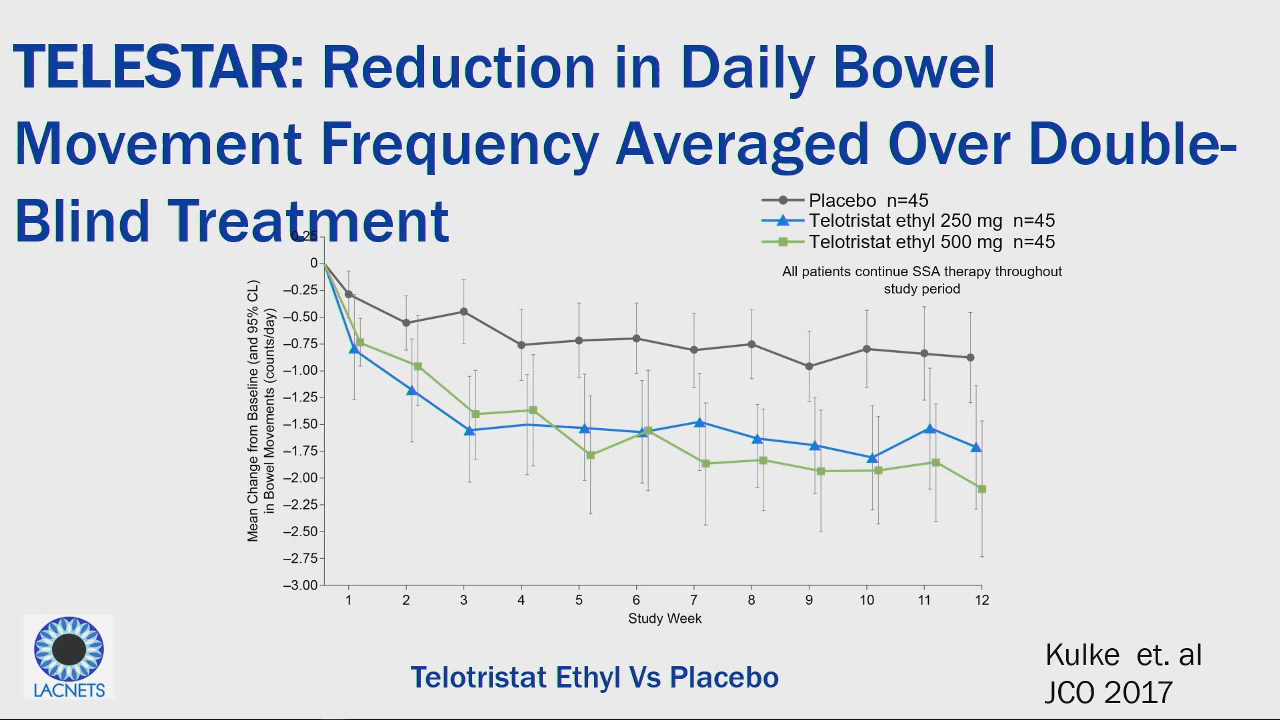 TELESTAR: Reduction in Daily Bowel
Movement Frequency Averaged Over Double-
Blind Treatment
Placebo n=45
Telotristat ethyl 250 mg n=45
Telotristat ethyl 500 mg n=45
All patients continue SSA therapy throughout
study period
Mean Change from Baseline (and 95% CL)
in Bowel Movements (counts/day)
0.25
0
–0.25
–0.50
–0.75
–1.00
–1.25
–1.50
–1.75
–2.00
–2.25
–2.50
–2.75
–3.00
1 2 3 4 5 6 7 8 9 10 11 12
Study Week
LACNETS
Telotristat Ethyl Vs Placebo
Kulke et. al
JCO 2017